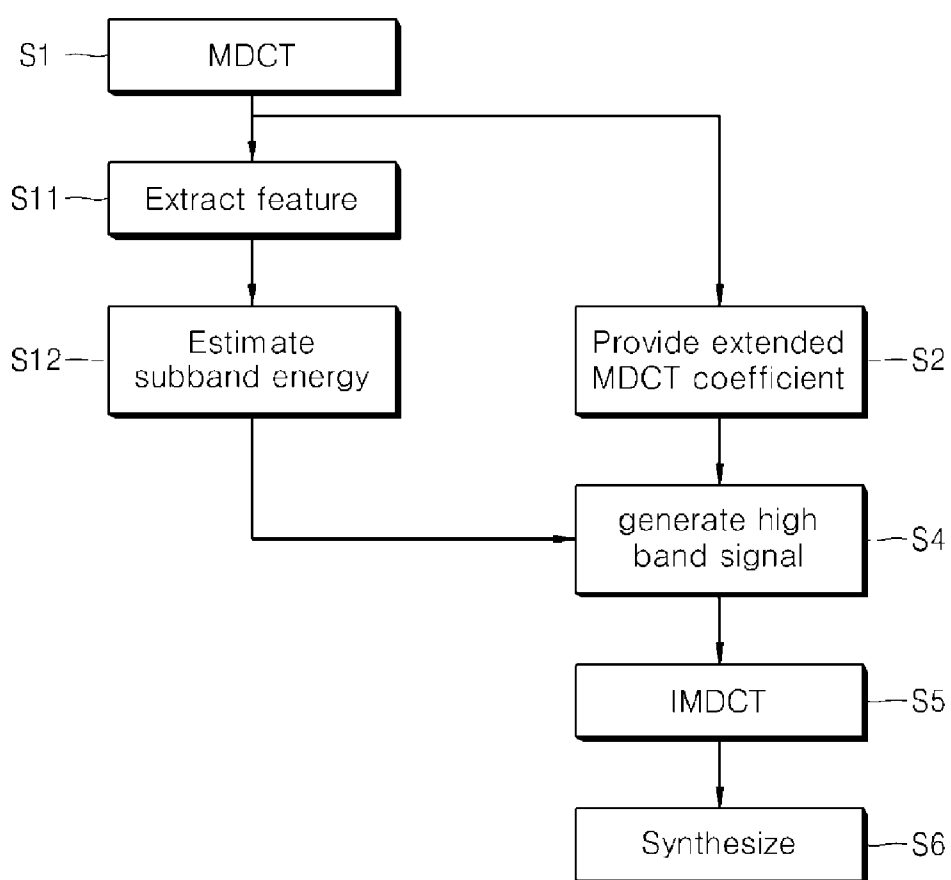 S1
MDCT
S11
Extract feature
S12
Estimate
subband energy
Provide extended
MDCT coefficient
S2
generate high
band signal
S4
IMDCT
S5
Synthesize
S6